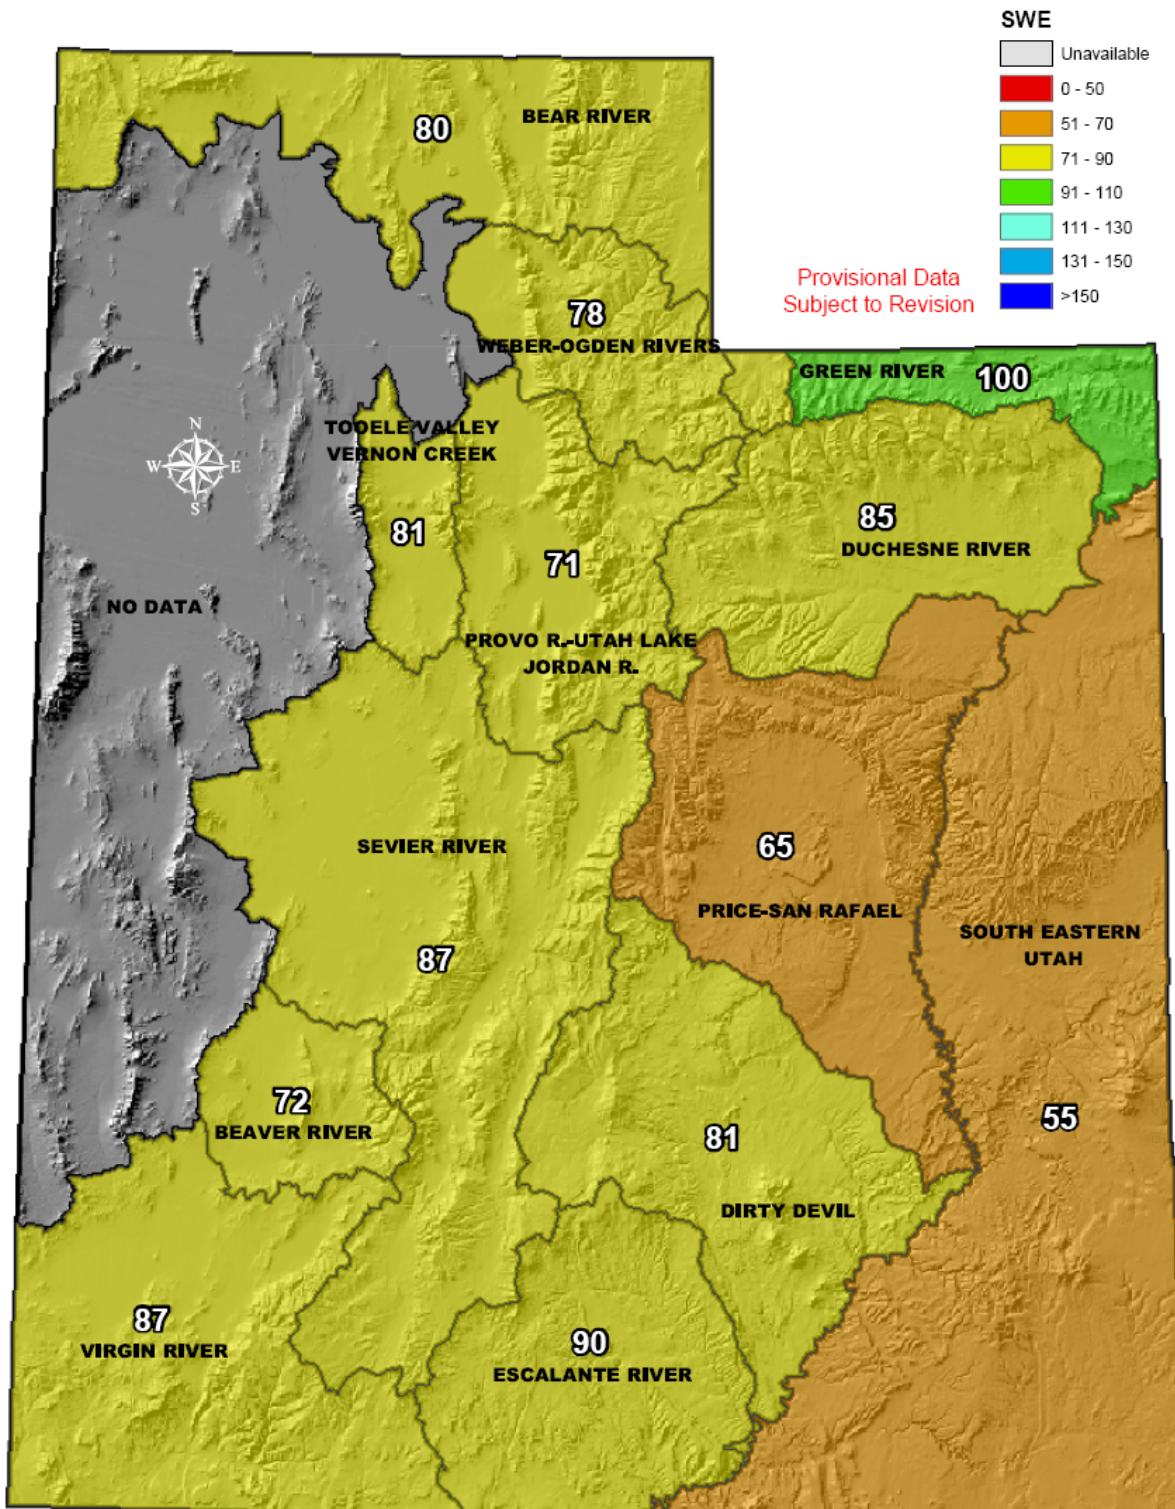 SWE
Unavailable
0 - 50
51 - 70
71 - 90
91 - 110
111 - 130
131 - 150
>150
Provisional Data
Subject to Revision
BEAR RIVER
80
78
WEBER-OGDEN RIVERS
GREEN RIVER
100
TOOELE VALLEY
VERNON CREEK
N
W
E
S
81
71
85
DUCHESNE RIVER
NO DATA
PROVO R.-UTAH LAKE
JORDAN R.
SEVIER RIVER
65
PRICE-SAN RAFAEL
SOUTH EASTERN
UTAH
87
72
BEAVER RIVER
81
55
DIRTY DEVIL
87
VIRGIN RIVER
90
ESCALANTE RIVER